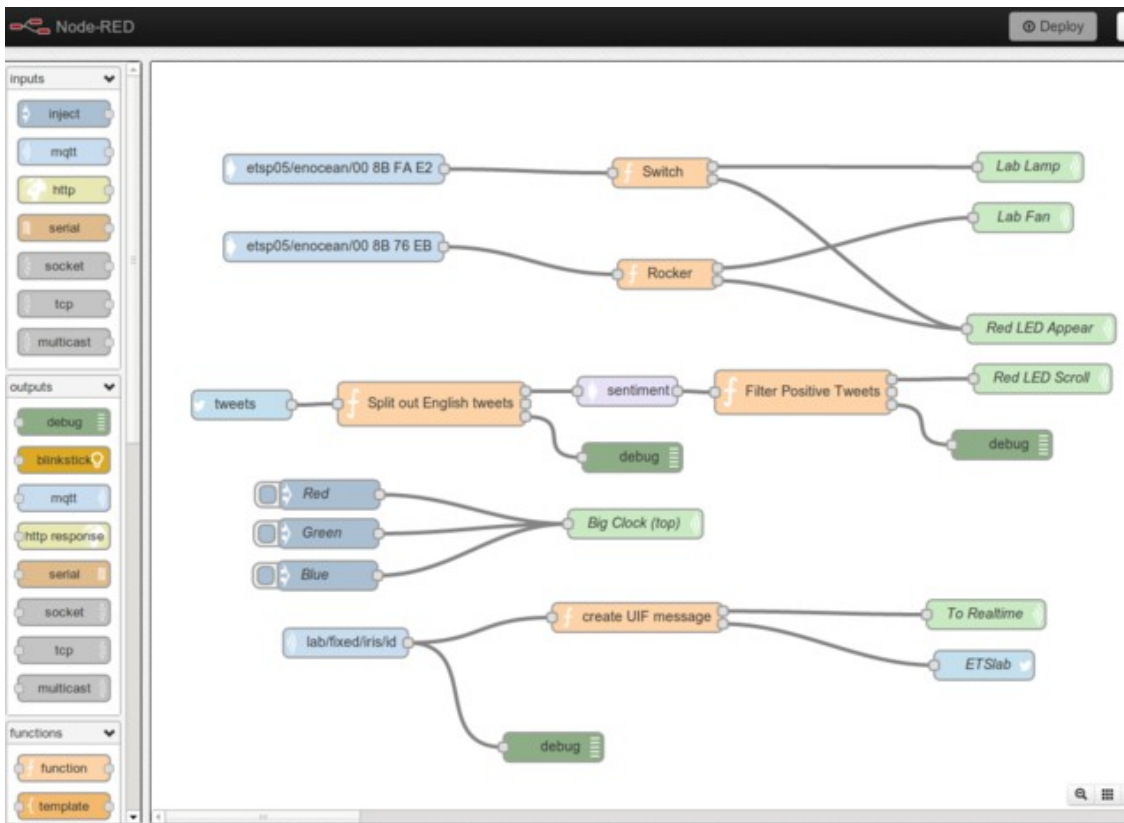 Node-RED
Deploy
inputs
inject
mqtt
http
serial
socket
tcp
multicast
outputs
debug
blinkstick
mqtt
http response
serial
socket
tcp
multicast
functions
function
template
etsp05/enocean/00 8B FA E2
Switch
Lab Lamp
Lab Fan
etsp05/enocean/00 8B 76 EB
Rocker
Red LED Appear
tweets
Split out English tweets
sentiment
Filter Positive Tweets
Red LED Scroll
debug
debug
Red
Green
Blue
Big Clock (top)
lab/fixed/iris/id
create UIF message
To Realtime
ETSlab
debug